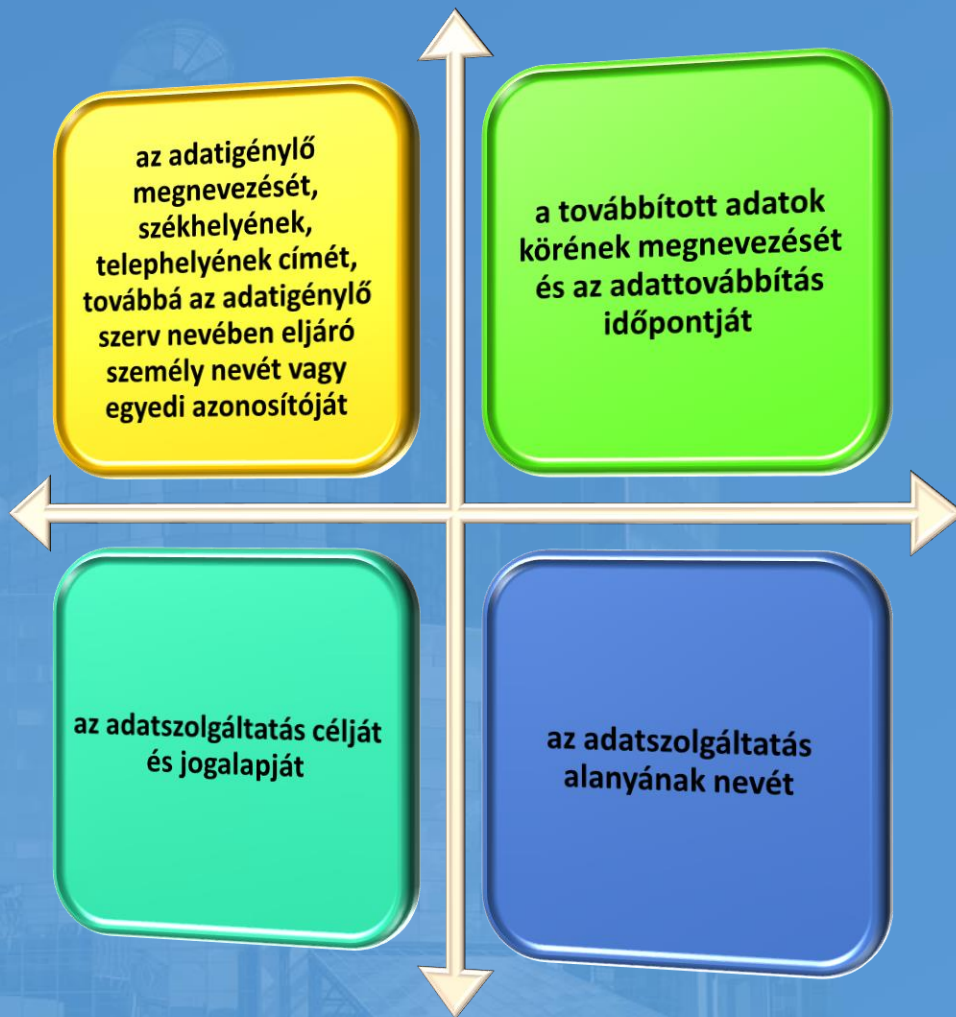 az adatigénylő
megnevezését,
székhelyének,
telephelyének címét,
továbbá az adatigénylő
szerv nevében eljáró
személy nevét vagy
egyedi azonosítóját
a továbbított adatok
körének megnevezését
és az adattovábbítás
időpontját
az adatszolgáltatás célját
és jogalapját
az adatszolgáltatás
alanyának nevét